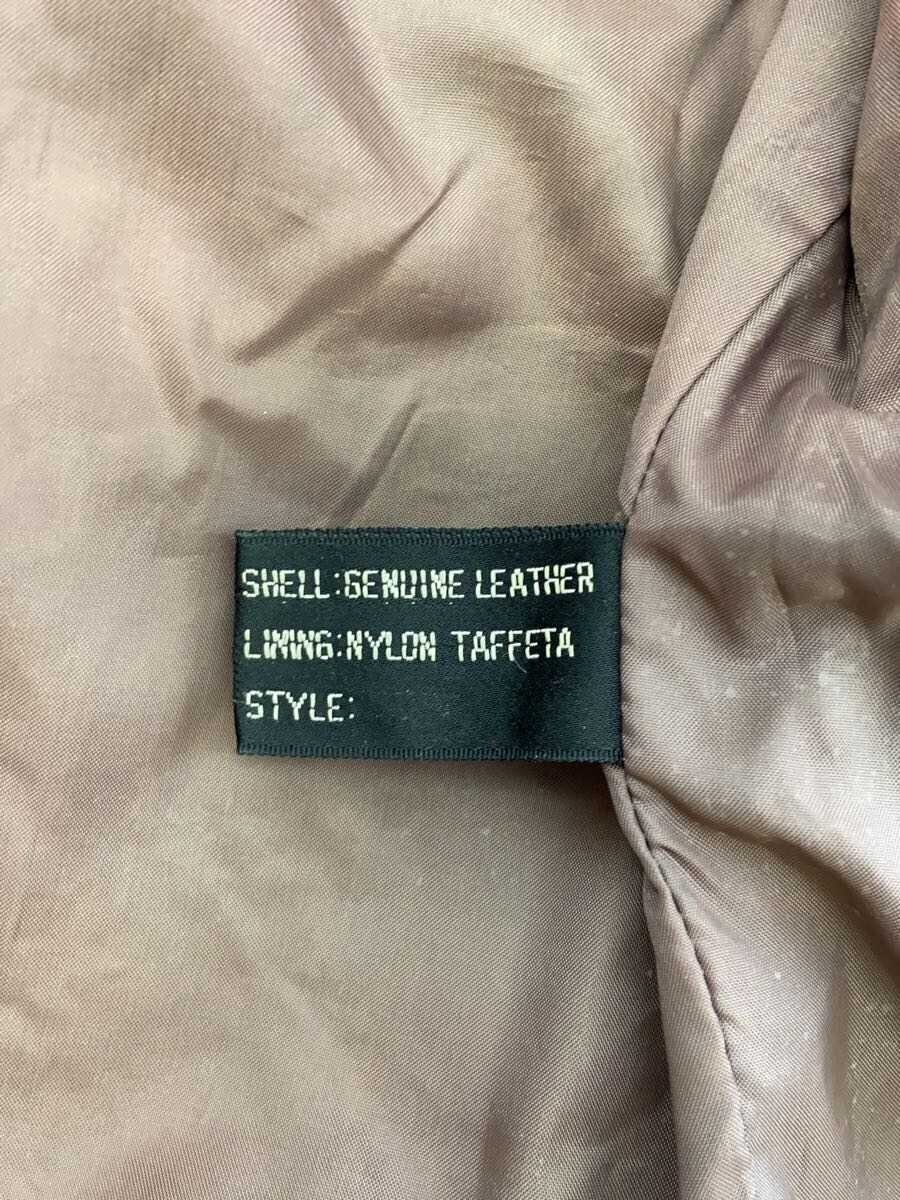 SHELL:GENUINE LEATHER
LINING:NYLON TAFFETA
STYLE: